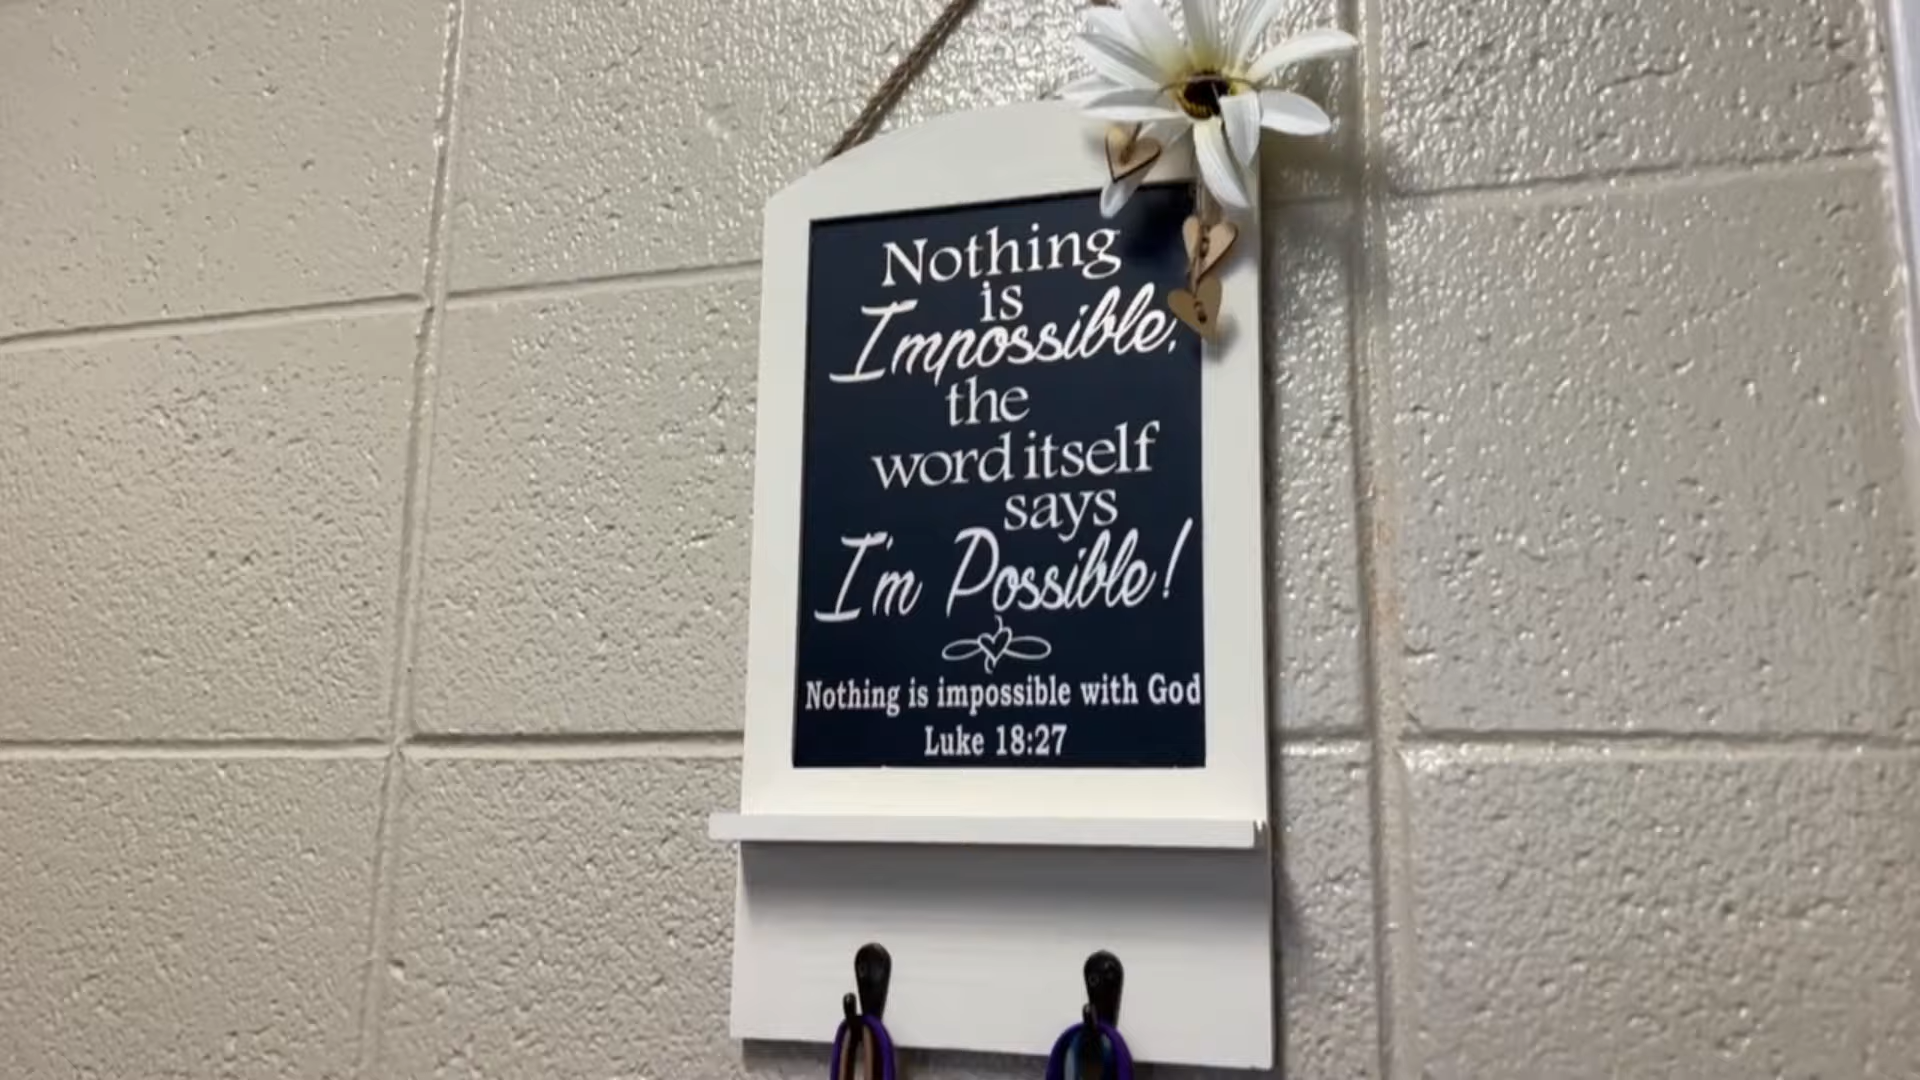 Nothing
is
Impossible,
the
word itself
says
I'm Possible!
Nothing is impossible with God
Luke 18:27